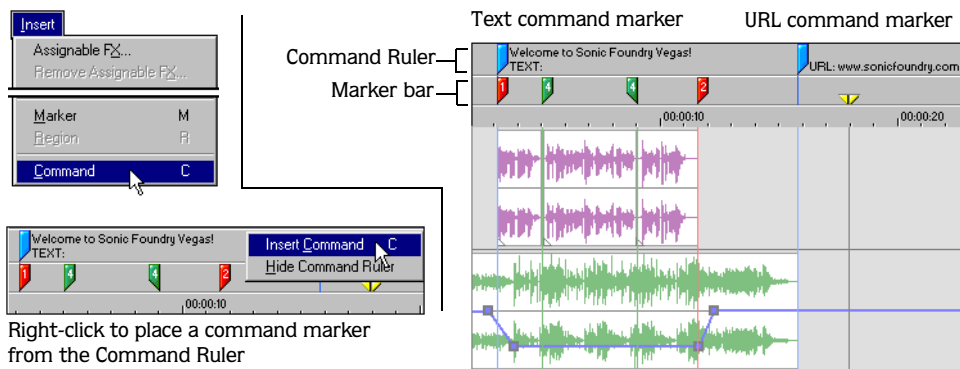 Insert
Assignable FX...
Remove Assignable FX...
Marker M
Region R
Command C
Welcome to Sonic Foundry Vegas!
TEXT:
Insert Command C
Hide Command Ruler
1 4 4 2
00:00:10
Right-click to place a command marker
from the Command Ruler
Text command marker URL command marker
Command Ruler
Marker bar
Welcome to Sonic Foundry Vegas!
TEXT:
URL: www.sonicfoundry.com
1 4 4 2
00:00:10 00:00:20